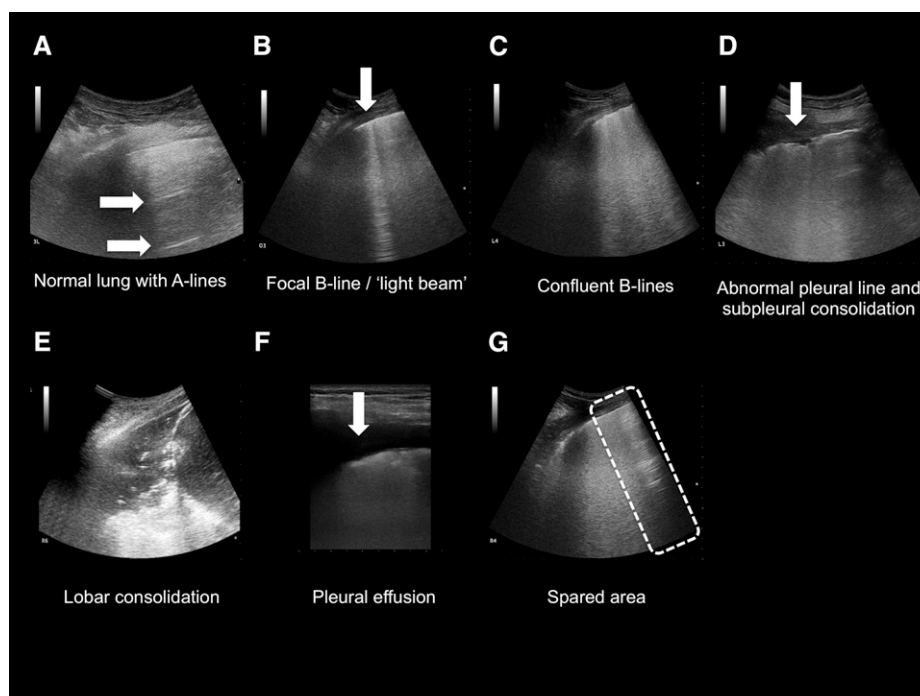 A
B
C
D
Normal lung with A-lines
Focal B-line / 'light beam'
Confluent B-lines
Abnormal pleural line and
subpleural consolidation
E
F
G
Lobar consolidation
Pleural effusion
Spared area